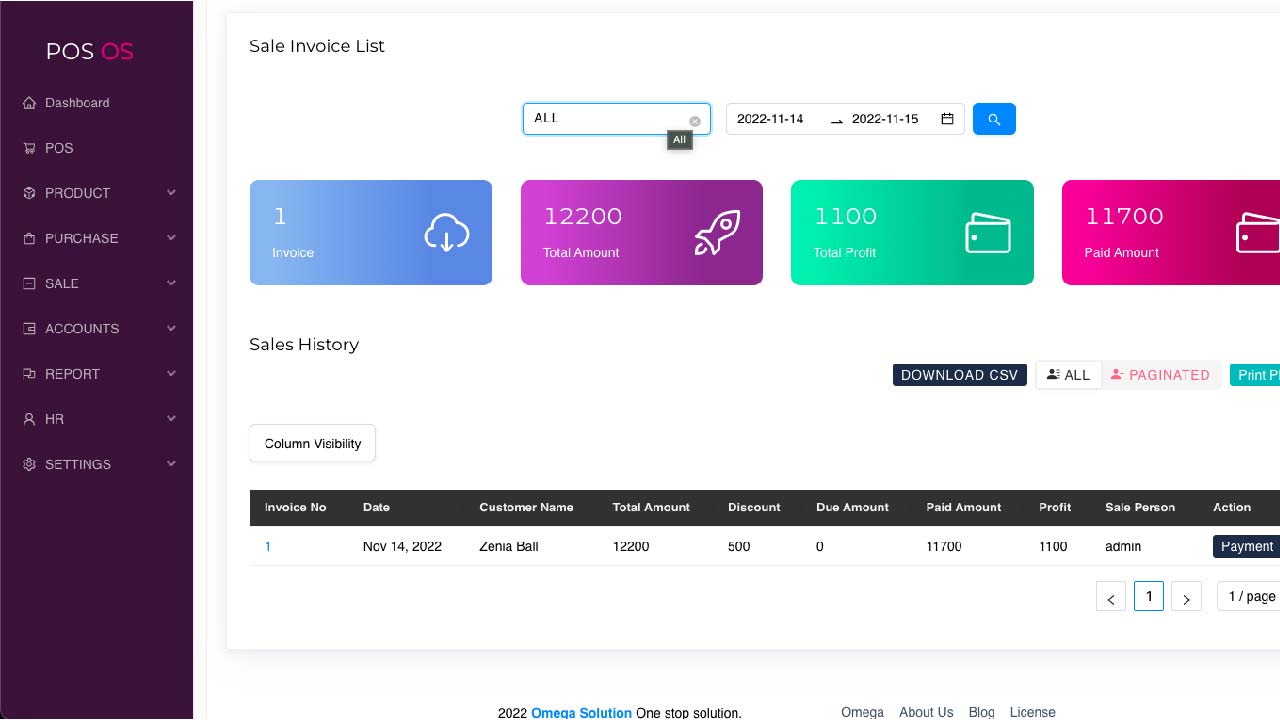 POS OS
Dashboard
POS
PRODUCT
PURCHASE
SALE
ACCOUNTS
REPORT
HR
SETTINGS
Sale Invoice List
ALL
2022-11-14 2022-11-15
All
1
Invoice
12200
Total Amount
1100
Total Profit
11700
Paid Amount
Sales History
DOWNLOAD CSV ALL PAGINATED Print
Column Visibility
Invoice No Date Customer Name Total Amount Discount Due Amount Paid Amount Profit Sale Person Action
1 Nov 14, 2022 Zenia Ball 12200 500 0 11700 1100 admin Payment
1 1 / page
2022 Omega Solution One stop solution. Omega About Us Blog License